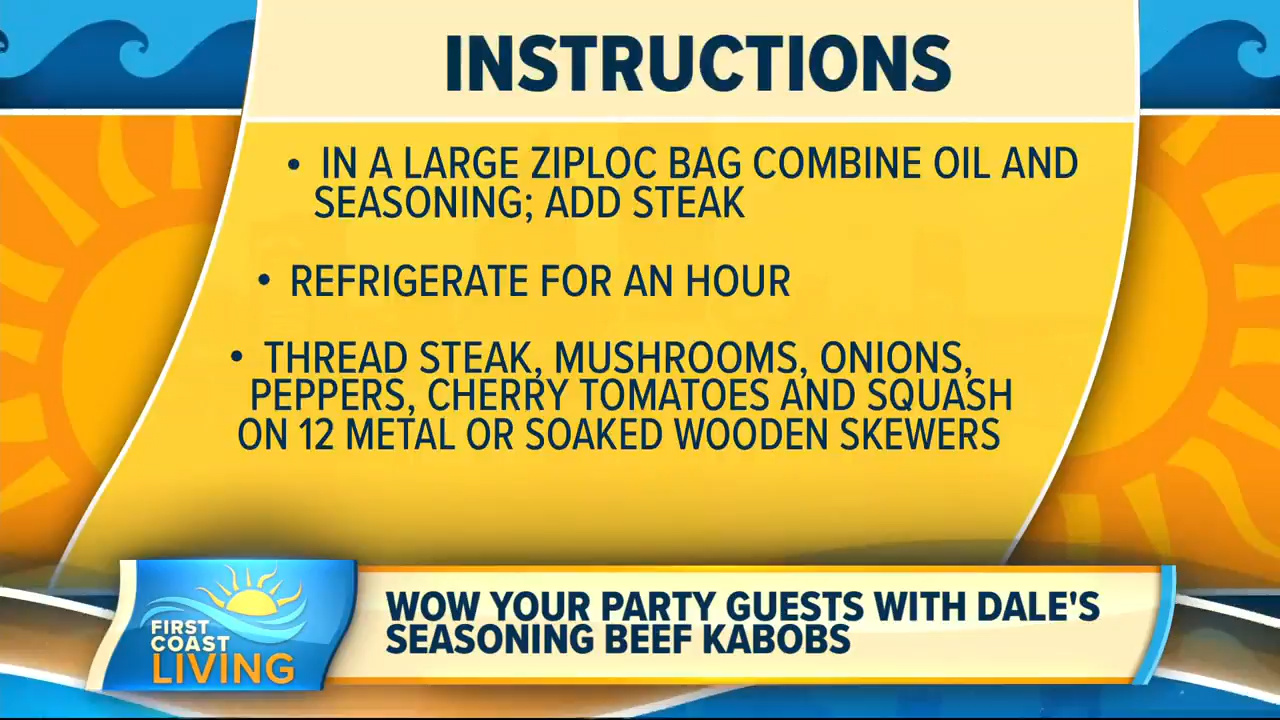 INSTRUCTIONS
• IN A LARGE ZIPLOC BAG COMBINE OIL AND
SEASONING; ADD STEAK
• REFRIGERATE FOR AN HOUR
• THREAD STEAK, MUSHROOMS, ONIONS,
PEPPERS, CHERRY TOMATOES AND SQUASH
ON 12 METAL OR SOAKED WOODEN SKEWERS
FIRST
COAST
LIVING
WOW YOUR PARTY GUESTS WITH DALE'S
SEASONING BEEF KABOBS